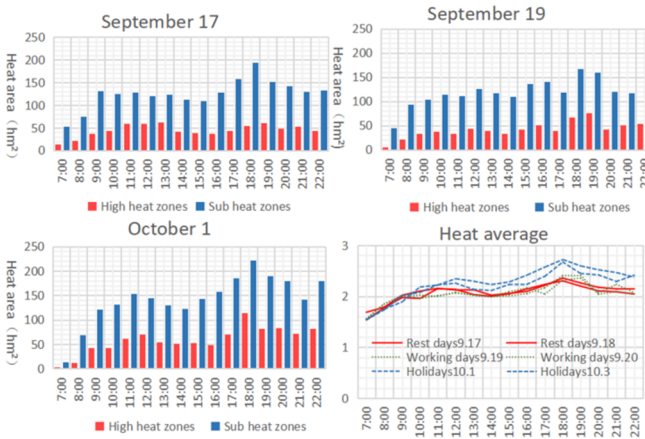 September 17
Heat area（hm²）
250
200
150
100
50
0
7:00 8:00 9:00 10:00 11:00 12:00 13:00 14:00 15:00 16:00 17:00 18:00 19:00 20:00 21:00 22:00
High heat zones Sub heat zones
September 19
Heat area（hm²）
250
200
150
100
50
0
7:00 8:00 9:00 10:00 11:00 12:00 13:00 14:00 15:00 16:00 17:00 18:00 19:00 20:00 21:00 22:00
High heat zones Sub heat zones
October 1
Heat area（hm²）
250
200
150
100
50
0
7:00 8:00 9:00 10:00 11:00 12:00 13:00 14:00 15:00 16:00 17:00 18:00 19:00 20:00 21:00 22:00
High heat zones Sub heat zones
Heat average
3
2
1
0
Rest days9.17 Rest days9.18
Working days9.19 Working days9.20
Holidays10.1 Holidays10.3
7:00 8:00 9:00 10:00 11:00 12:00 13:00 14:00 15:00 16:00 17:00 18:00 19:00 20:00 21:00 22:00